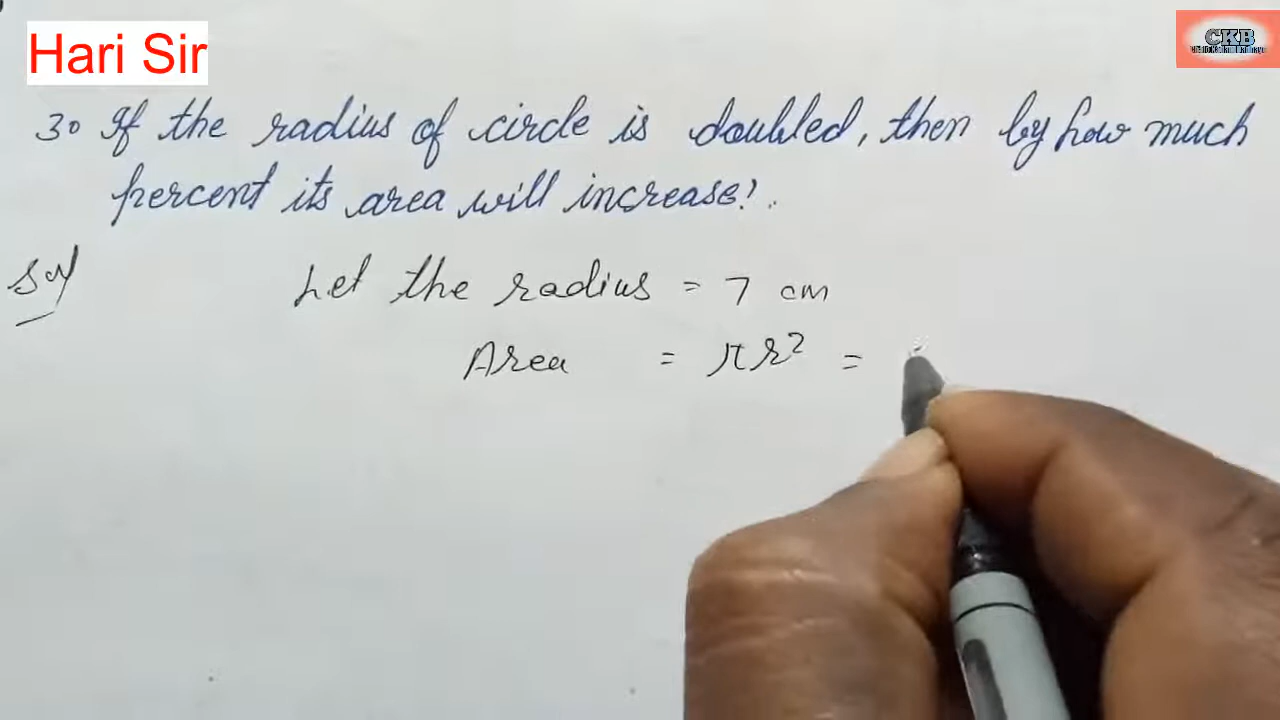 Hari Sir
CKB
30 If the radius of circle is doubled, then by how much
percent its area will increase?.
Sol
Let the radius = 7 cm
Area = πr² =